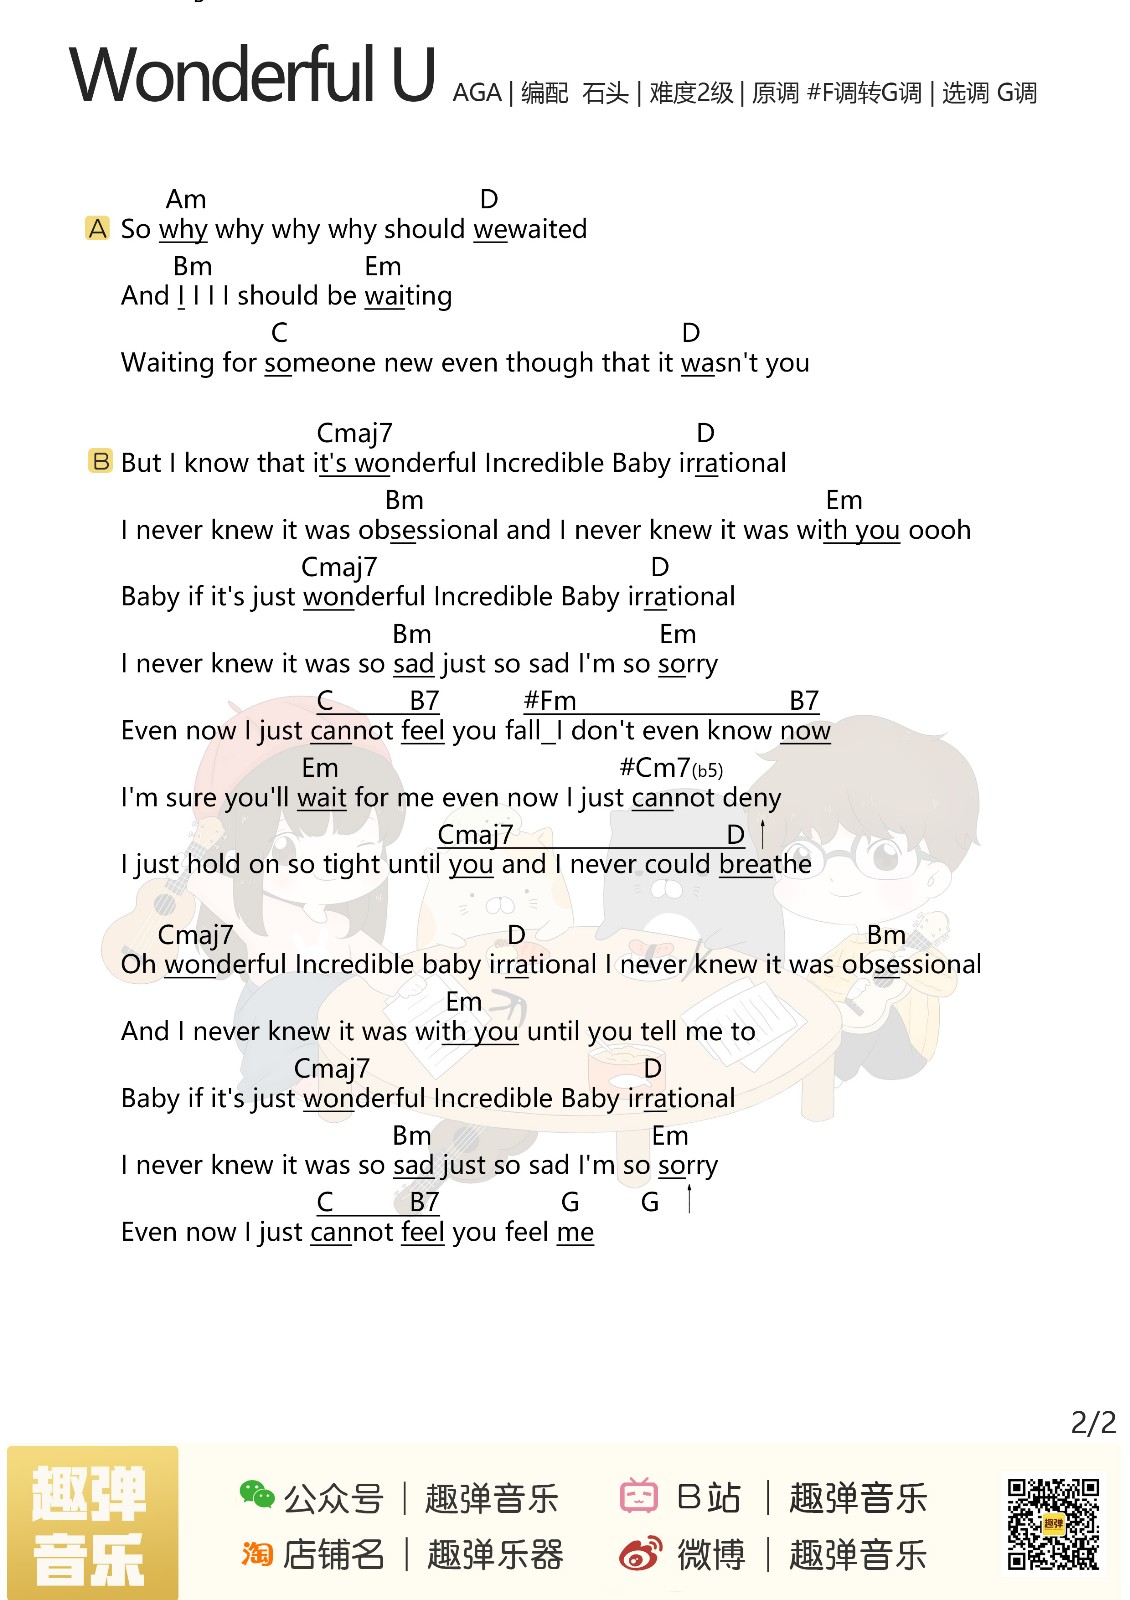 Wonderful U AGA | 编配 石头 | 难度2级 | 原调 #F调转G调 | 选调 G调
Am D
A So why why why why should wewaited
Bm Em
And I I I I should be waiting
C D
Waiting for someone new even though that it wasn't you
Cmaj7 D
B But I know that it's wonderful Incredible Baby irrational
Bm Em
I never knew it was obsessional and I never knew it was with you oooh
Cmaj7 D
Baby if it's just wonderful Incredible Baby irrational
Bm Em
I never knew it was so sad just so sad I'm so sorry
C B7 #Fm B7
Even now I just cannot feel you fall_I don't even know now
Em #Cm7(b5)
I'm sure you'll wait for me even now I just cannot deny
Cmaj7 D ↑
I just hold on so tight until you and I never could breathe
Cmaj7 D Bm
Oh wonderful Incredible baby irrational I never knew it was obsessional
Em
And I never knew it was with you until you tell me to
Cmaj7 D
Baby if it's just wonderful Incredible Baby irrational
Bm Em
I never knew it was so sad just so sad I'm so sorry
C B7 G G ↑
Even now I just cannot feel you feel me
2/2
趣弹
音乐
公众号 | 趣弹音乐
B站 | 趣弹音乐
淘 店铺名 | 趣弹乐器
微博 | 趣弹音乐
趣弹